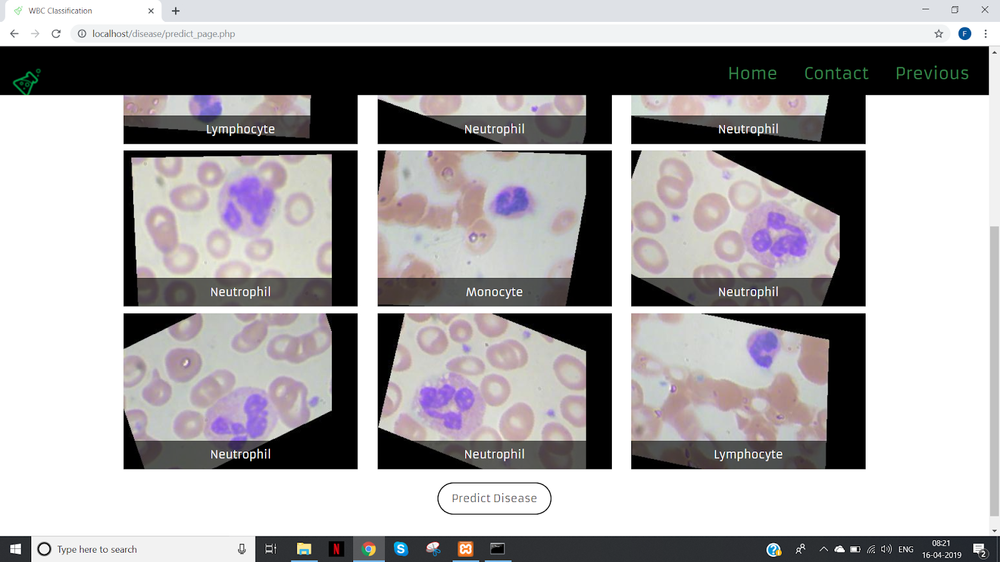 WBC Classification
localhost/disease/predict_page.php
F
Home Contact Previous
Lymphocyte Neutrophil Neutrophil
Neutrophil Monocyte Neutrophil
Neutrophil Neutrophil Lymphocyte
Predict Disease
Type here to search
N
S
ENG
08:21
16-04-2019
2